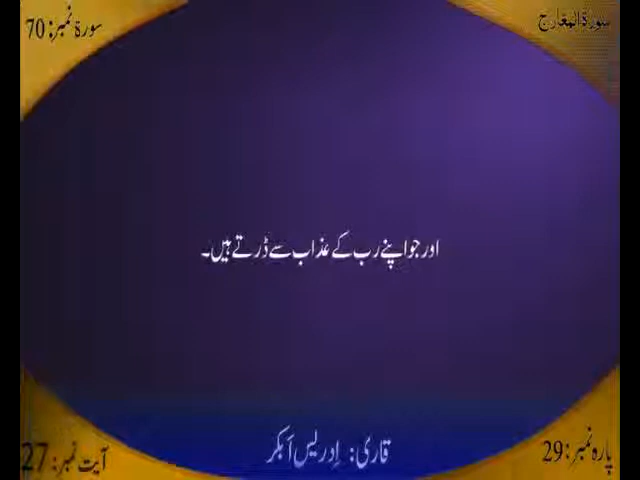 سورۃ المعارج
سورۃ نمبر: 70
اور جو اپنے رب کے عذاب سے ڈرتے ہیں۔
پارہ نمبر: 29
قاری: اِدریس اَبکر
آیت نمبر: 27